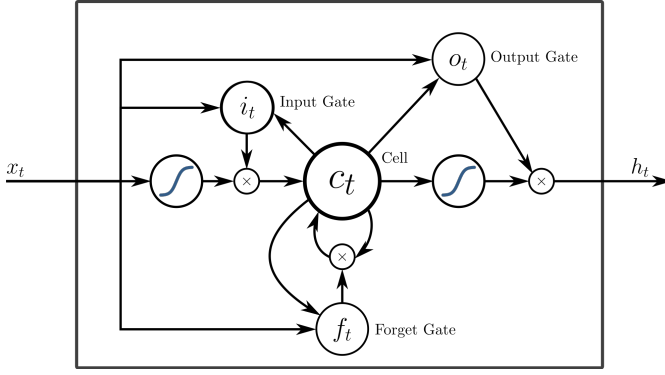 o_t
Output Gate
i_t
Input Gate
Cell
x_t
×
c_t
×
h_t
×
f_t
Forget Gate